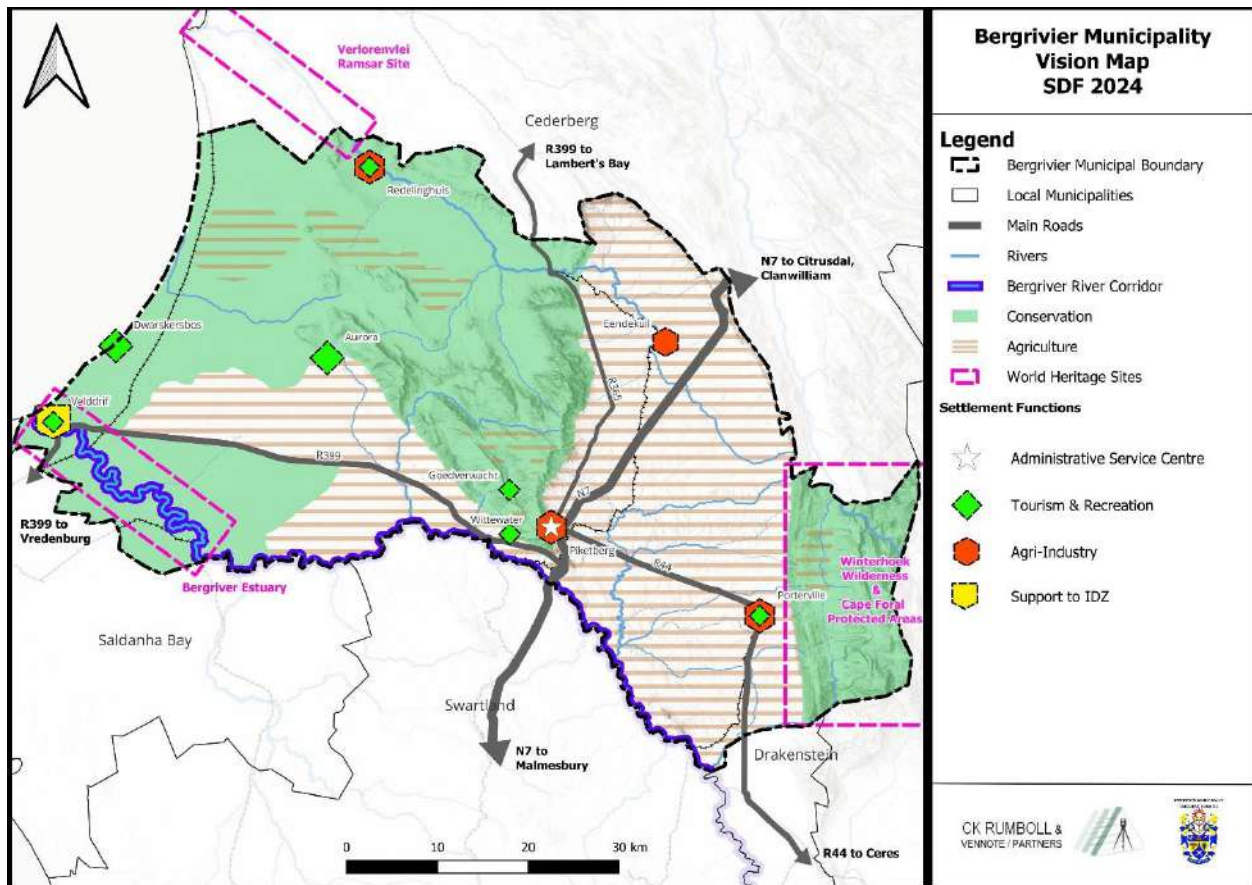 Bergrivier Municipality
Vision Map
SDF 2024
Legend
Bergrivier Municipal Boundary
Local Municipalities
Main Roads
Rivers
Bergriver River Corridor
Conservation
Agriculture
World Heritage Sites
Settlement Functions
Administrative Service Centre
Tourism & Recreation
Agri-Industry
Support to IDZ
CK RUMBOLL &
VENNOTE / PARTNERS
Verlorenvlei
Ramsar Site
Cederberg
R399 to
Lambert's Bay
Redelinghuis
N7 to Citrusdal,
Clanwilliam
Dwarskersbos
Aurora
Eendekuil
R365
Velddrif
R399
Goedverwacht
N7
Wittewater
Piketberg
R44
R399 to
Vredenburg
Bergriver Estuary
Porterville
Winterhoek
Wilderness
&
Cape Foral
Protected Areas
Saldanha Bay
Swartland
N7 to
Malmesbury
Drakenstein
R44 to Ceres
0 10 20 30 km